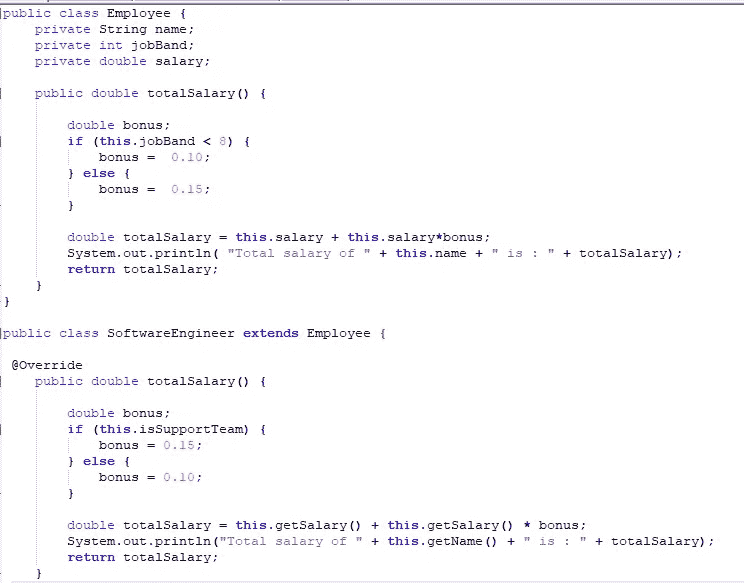 public class Employee {
    private String name;
    private int jobBand;
    private double salary;
    public double totalSalary() {
        double bonus;
        if (this.jobBand < 8) {
            bonus =  0.10;
        } else {
            bonus =  0.15;
        }
        double totalSalary = this.salary + this.salary*bonus;
        System.out.println( "Total salary of " + this.name + " is : " + totalSalary);
        return totalSalary;
    }
}
public class SoftwareEngineer extends Employee {
 @Override
    public double totalSalary() {
        double bonus;
        if (this.isSupportTeam) {
            bonus = 0.15;
        } else {
            bonus = 0.10;
        }
        double totalSalary = this.getSalary() + this.getSalary() * bonus;
        System.out.println("Total salary of " + this.getName() + " is : " + totalSalary);
        return totalSalary;
    }